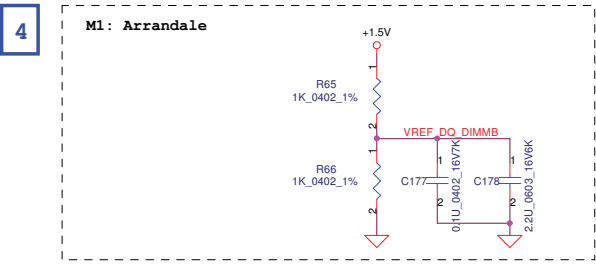 4
M1: Arrandale
+1.5V
1
R65
1K_0402_1%
2
VREF_DQ_DIMMB
1
R66
1K_0402_1%
2
C177
1
2
0.1U_0402_16V7K
C178
1
2
2.2U_0603_16V6K